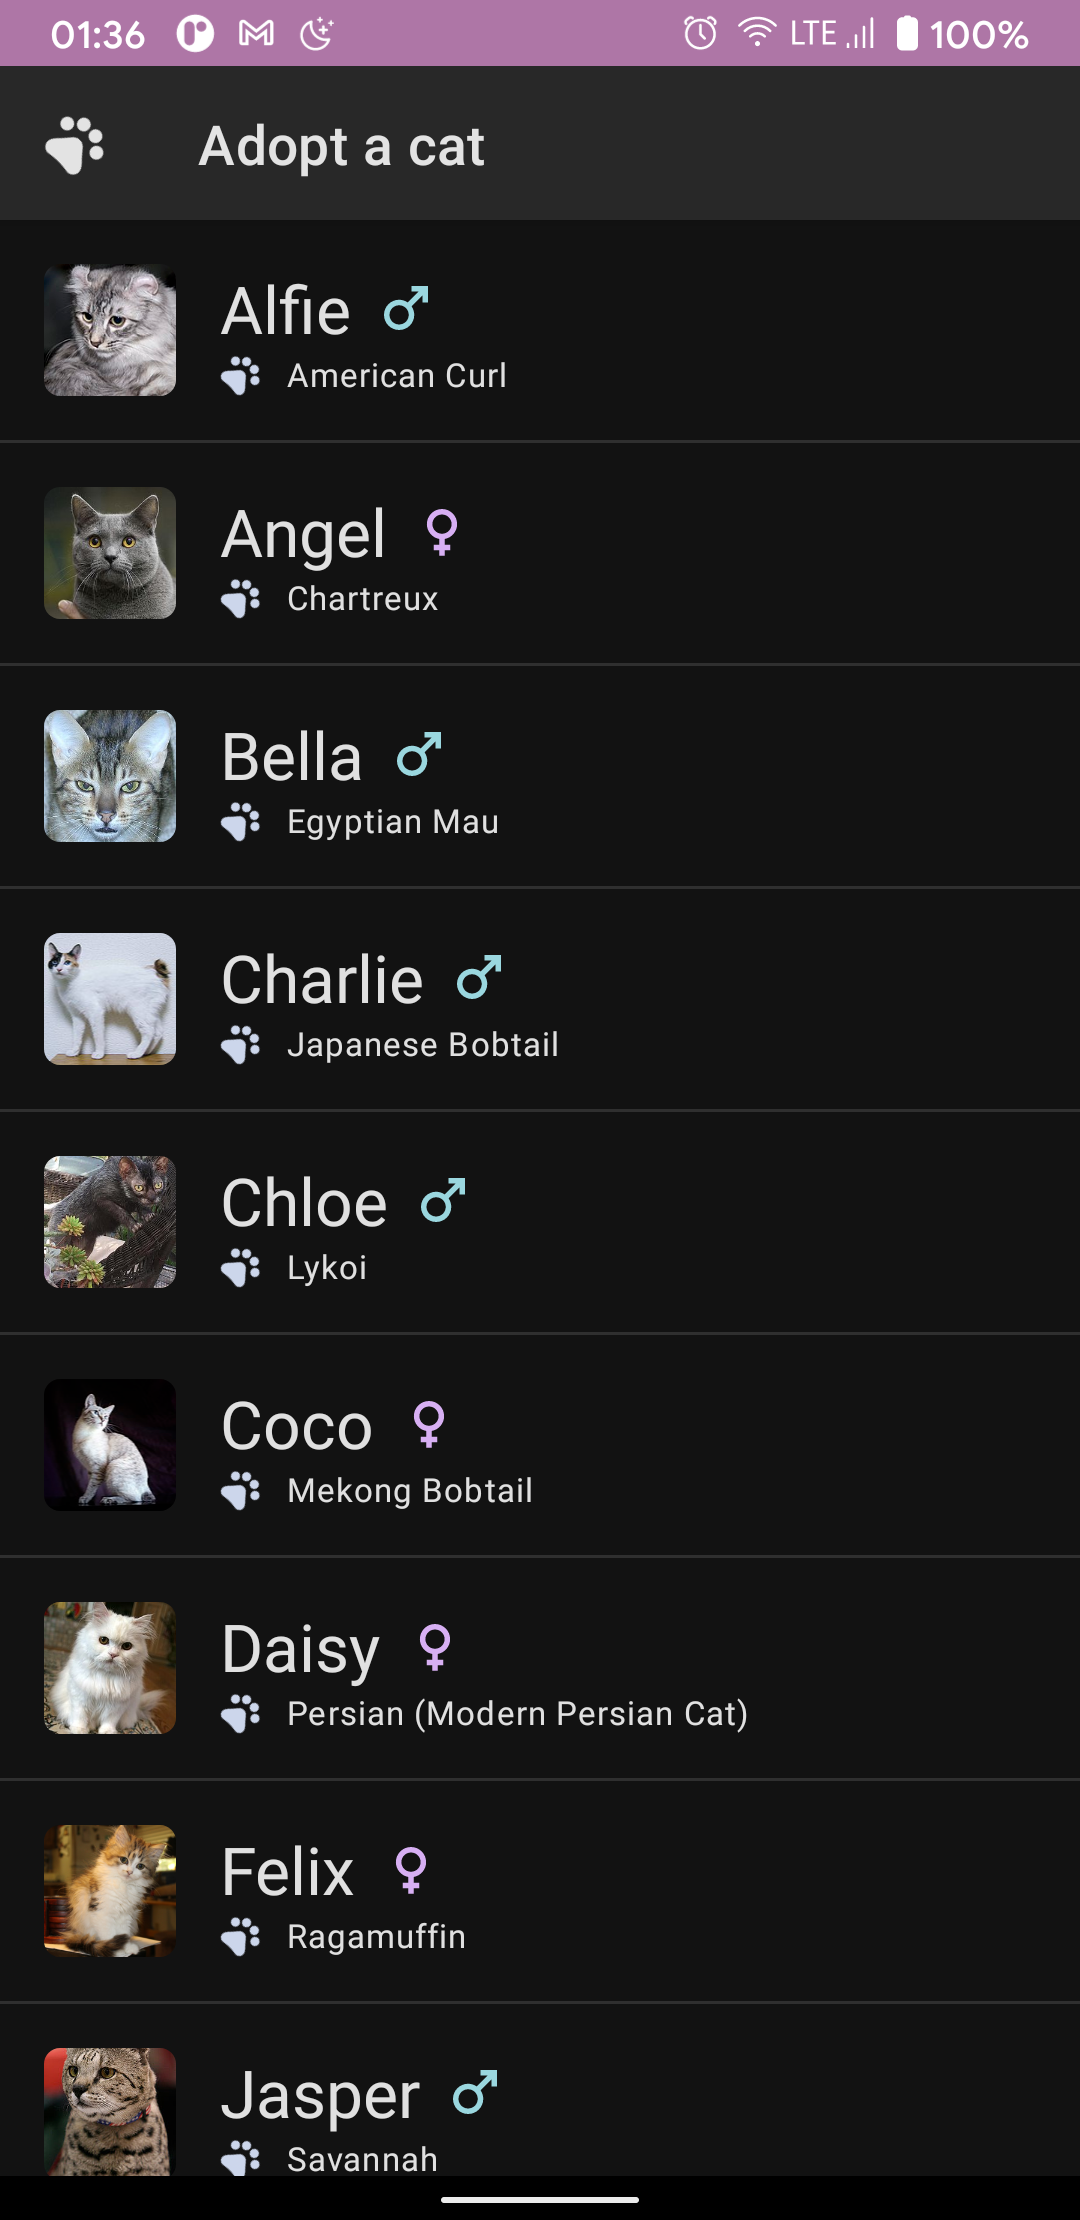 01:36 LTE 100%
Adopt a cat
Alfie ♂
American Curl
Angel ♀
Chartreux
Bella ♂
Egyptian Mau
Charlie ♂
Japanese Bobtail
Chloe ♂
Lykoi
Coco ♀
Mekong Bobtail
Daisy ♀
Persian (Modern Persian Cat)
Felix ♀
Ragamuffin
Jasper ♂
Savannah